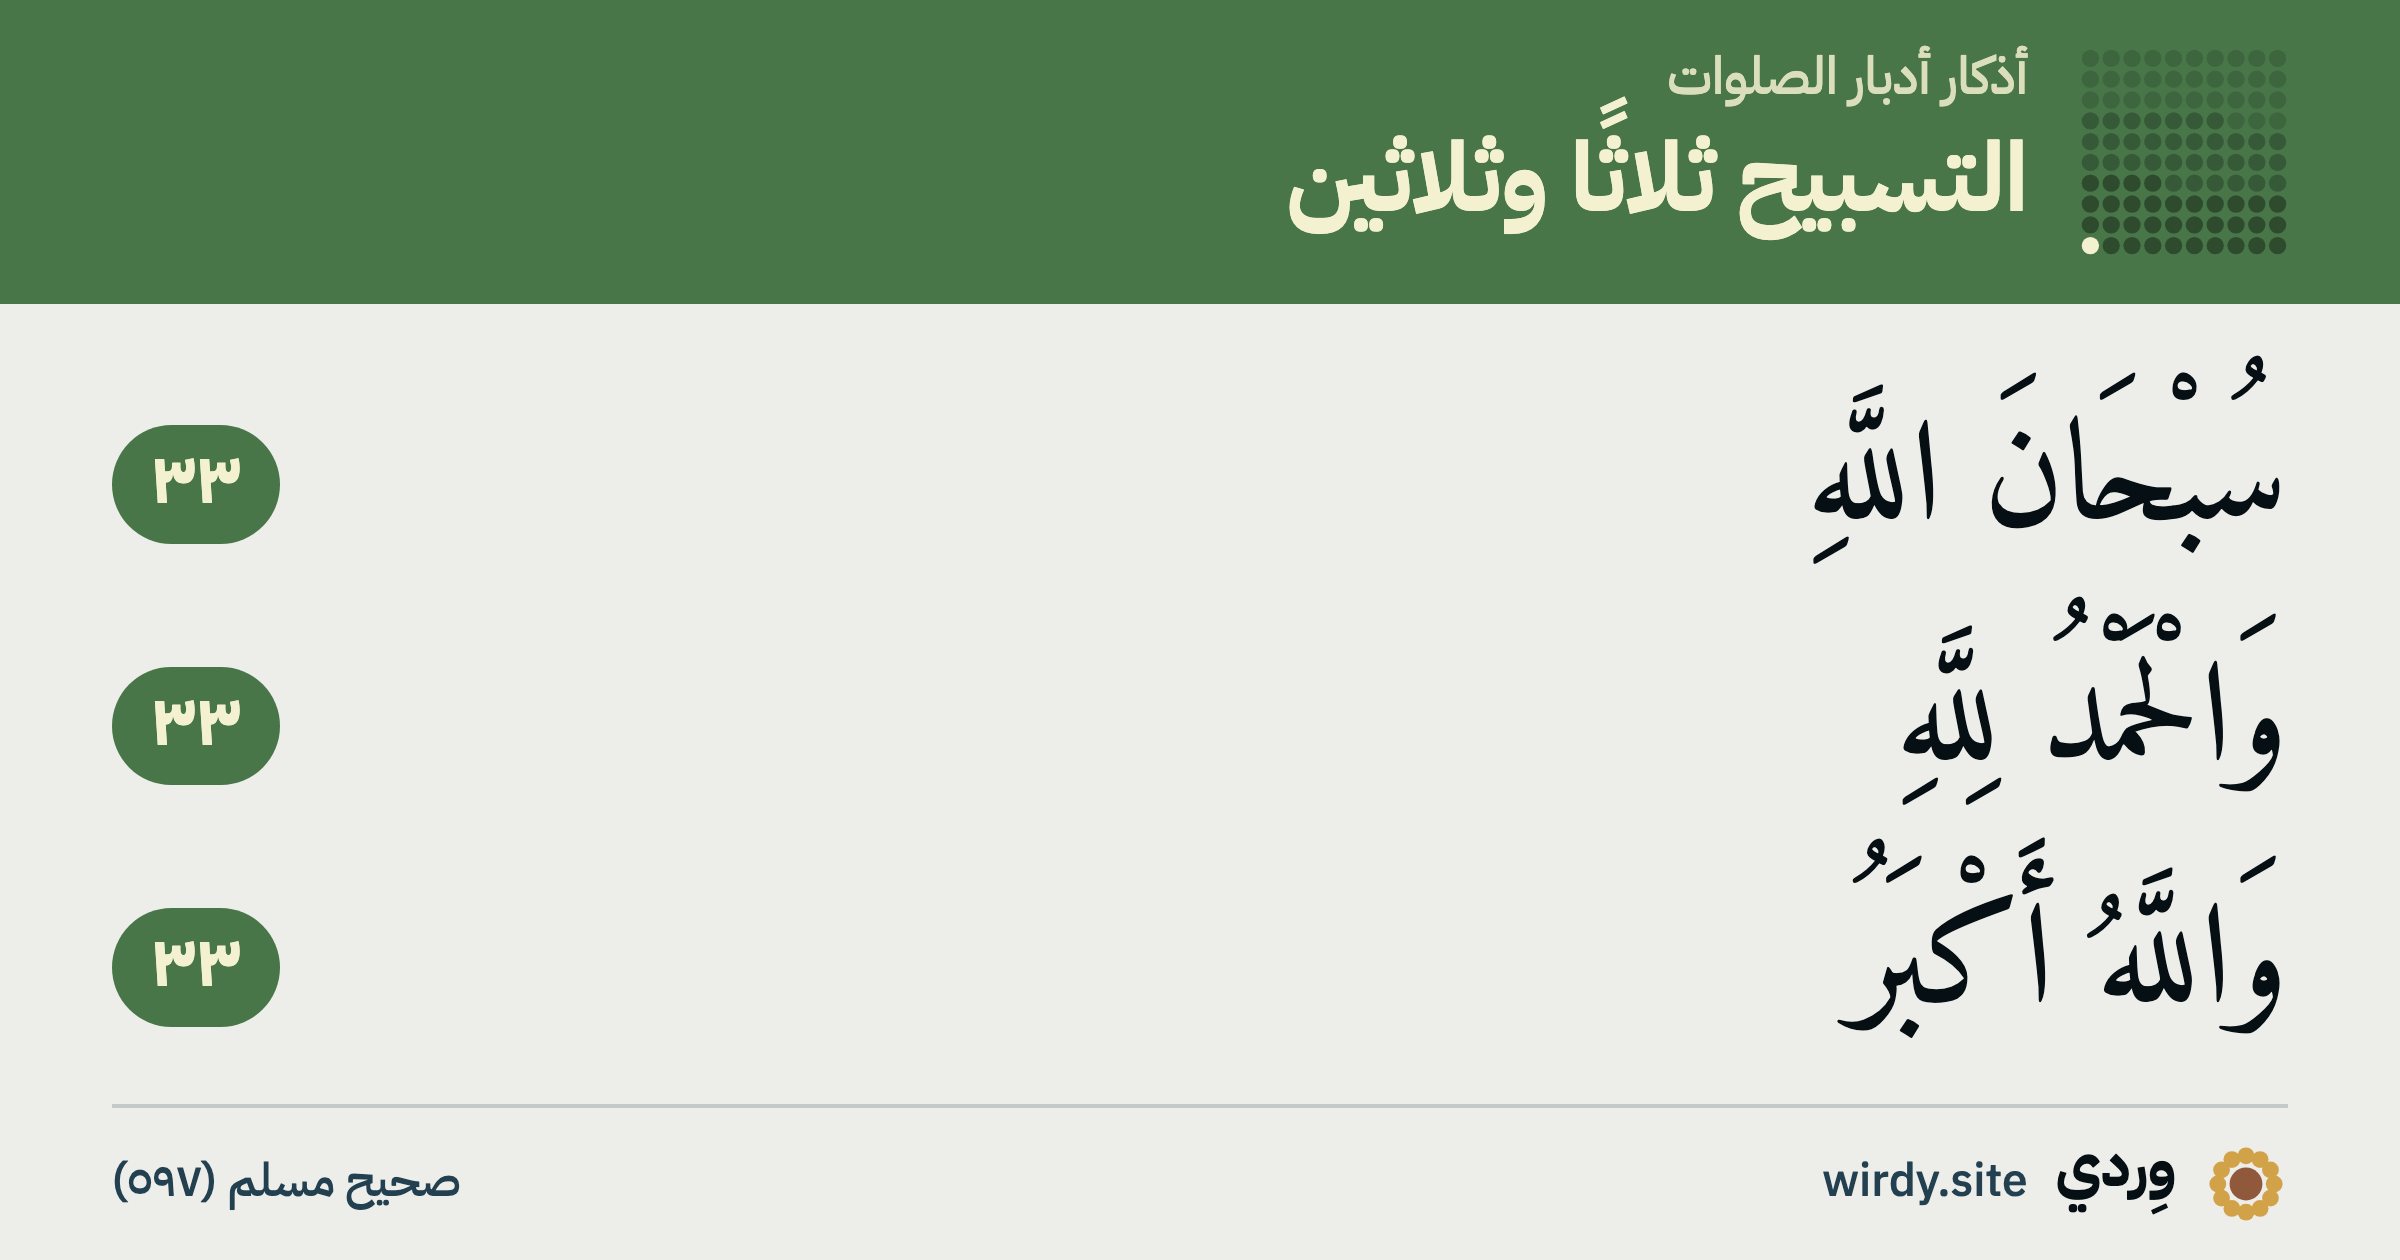 أذكار أدبار الصلوات
التسبيح ثلاثًا وثلاثين
سُبْحَانَ اللَّهِ ٣٣
وَالْحَمْدُ لِلَّهِ ٣٣
وَاللَّهُ أَكْبَرُ ٣٣
وِردي wirdy.site صحيح مسلم (٥٩٧)